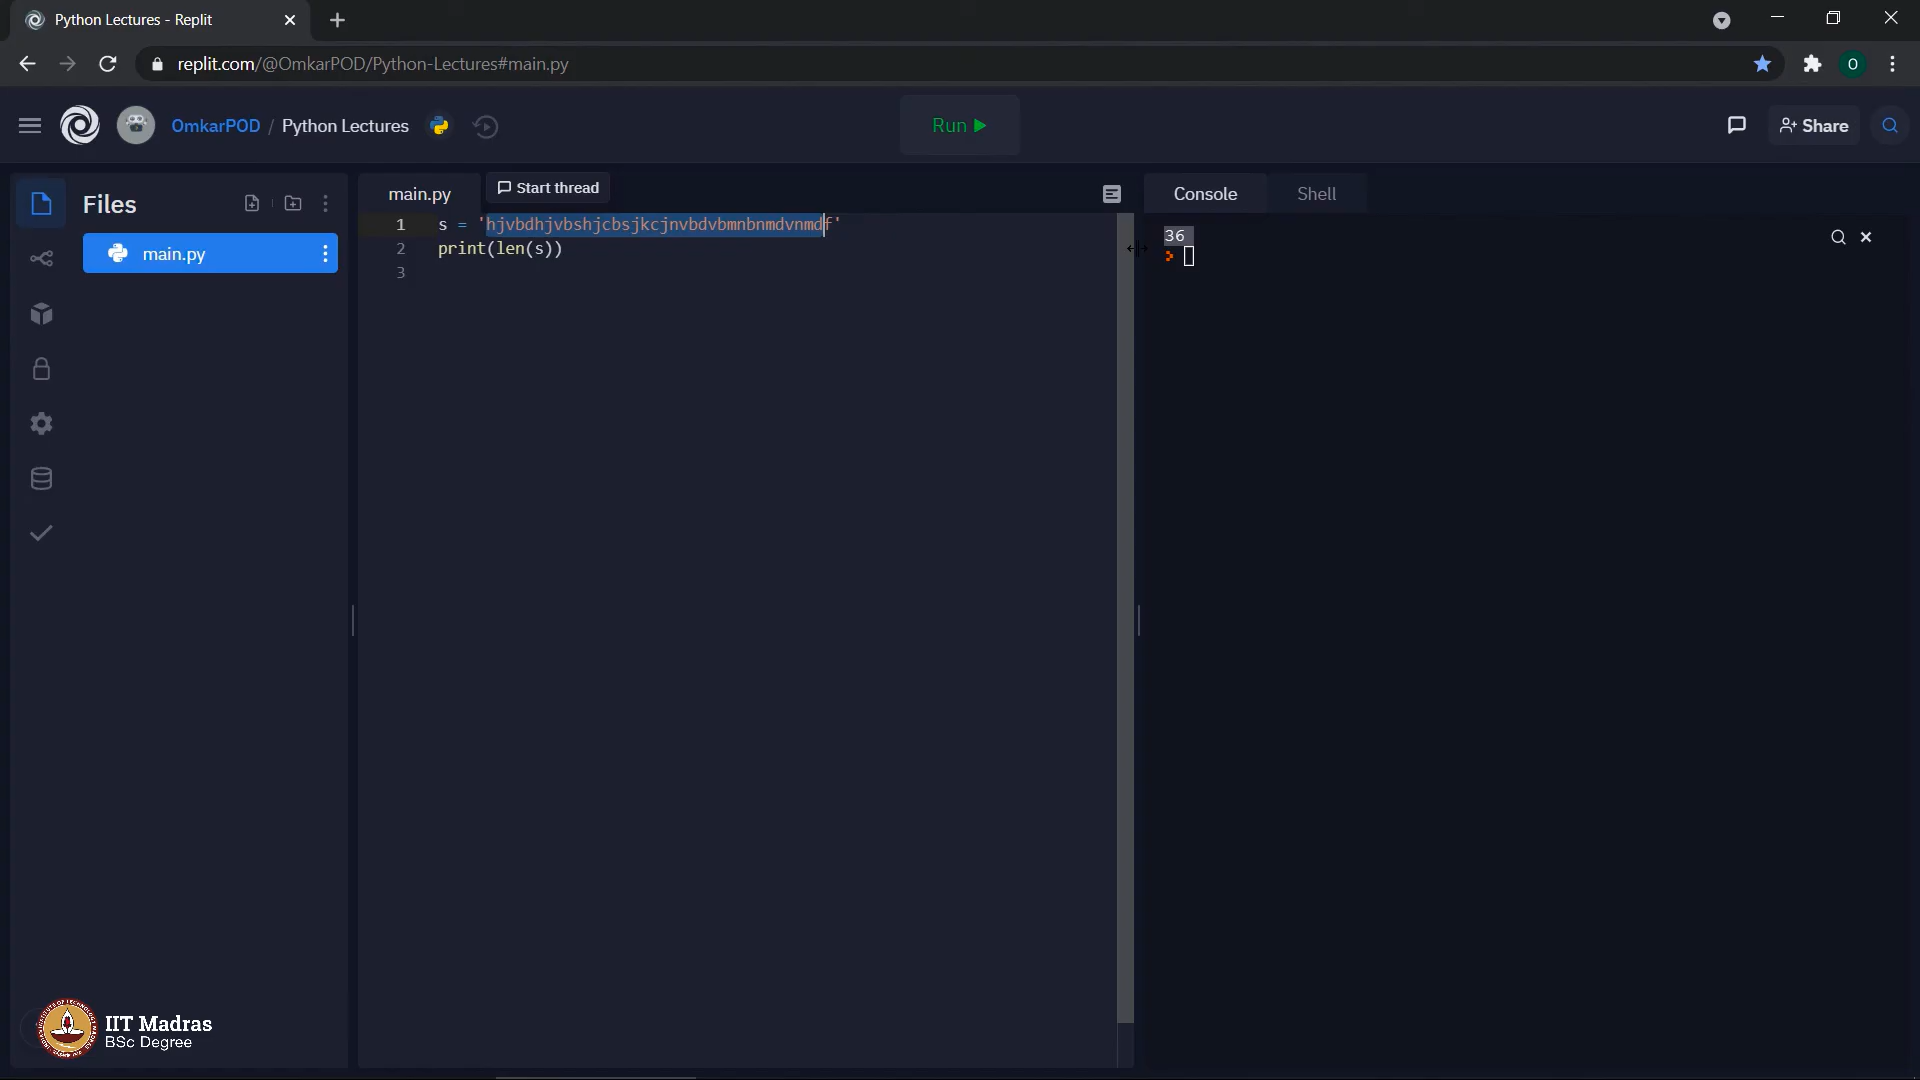 Python Lectures - Replit
replit.com/@OmkarPOD/Python-Lectures#main.py
O
OmkarPOD / Python Lectures
Run
Share
Files
main.py
main.py
Start thread
Console
Shell
1 s = 'hjvbdhjvbshjcbsjkcjnvbdvbmnbnmdvnmdf'
2 print(len(s))
3
36
IIT Madras
BSc Degree